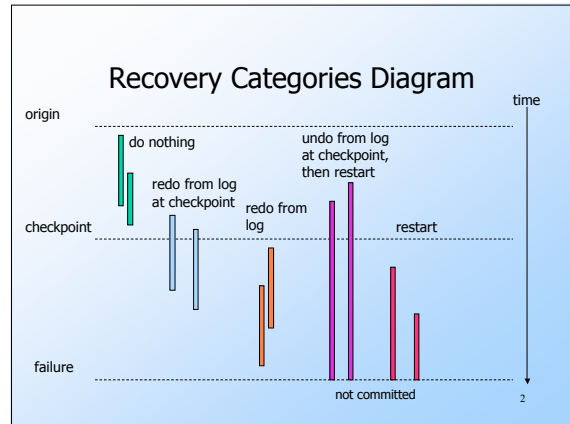 Recovery Categories Diagram
time
origin
do nothing
undo from log
at checkpoint,
then restart
redo from log
at checkpoint
redo from
log
checkpoint
restart
failure
not committed
2